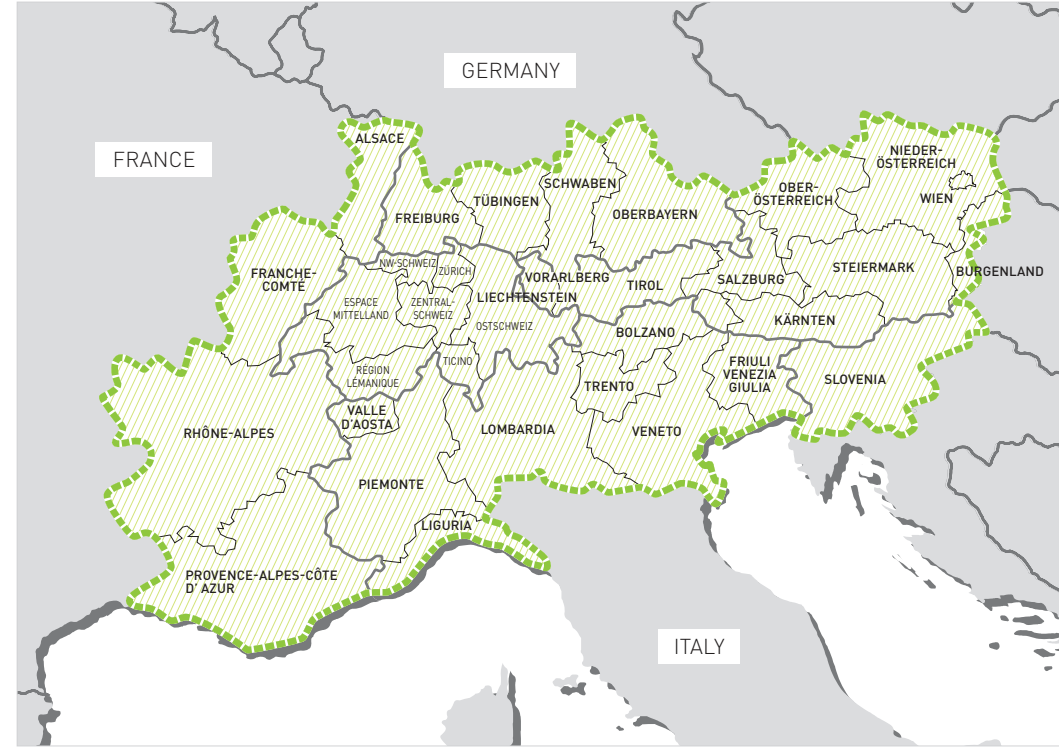 GERMANY
FRANCE
ALSACE
NIEDER-
ÖSTERREICH
SCHWABEN
OBER-
ÖSTERREICH
WIEN
TÜBINGEN
FREIBURG
OBERBAYERN
NW-SCHWEIZ
ZÜRICH
FRANCHE-
COMTÉ
VORARLBERG
TIROL
SALZBURG
STEIERMARK
BURGENLAND
ESPACE
MITTELLAND
ZENTRAL-
SCHWEIZ
LIECHTENSTEIN
OSTSCHWEIZ
BOLZANO
KÄRNTEN
TICINO
RÉGION
LÉMANIQUE
FRIULI
VENEZIA
GIULIA
SLOVENIA
TRENTO
VALLE
D'AOSTA
RHÔNE-ALPES
LOMBARDIA
VENETO
PIEMONTE
LIGURIA
PROVENCE-ALPES-CÔTE
D' AZUR
ITALY